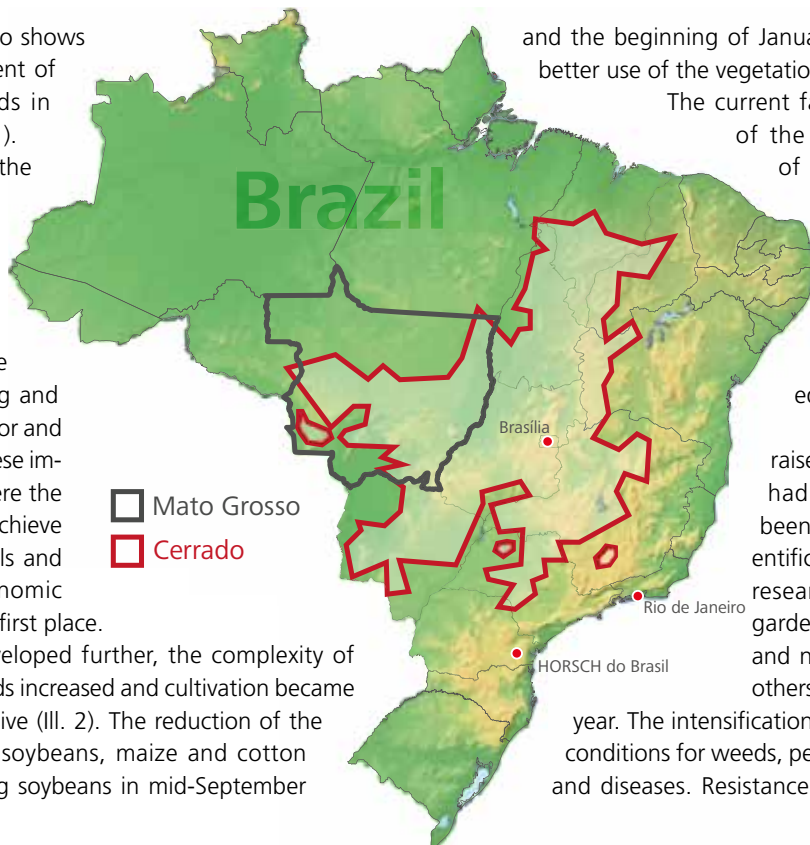 o shows
ent of
ds in
).
the
e
g and
or and
ese im-
ere the
chieve
ls and
nomic
first place.
veloped further, the complexity of
ds increased and cultivation became
ive (Ill. 2). The reduction of the
soybeans, maize and cotton
g soybeans in mid-September
Brazil
Brasília
Mato Grosso
Cerrado
Rio de Janeiro
HORSCH do Brasil
and the beginning of Janua
better use of the vegetatio
The current fa
of the
of
ec
raise
had
been
entific
resear
garde
and n
others
year. The intensification
conditions for weeds, pe
and diseases. Resistance